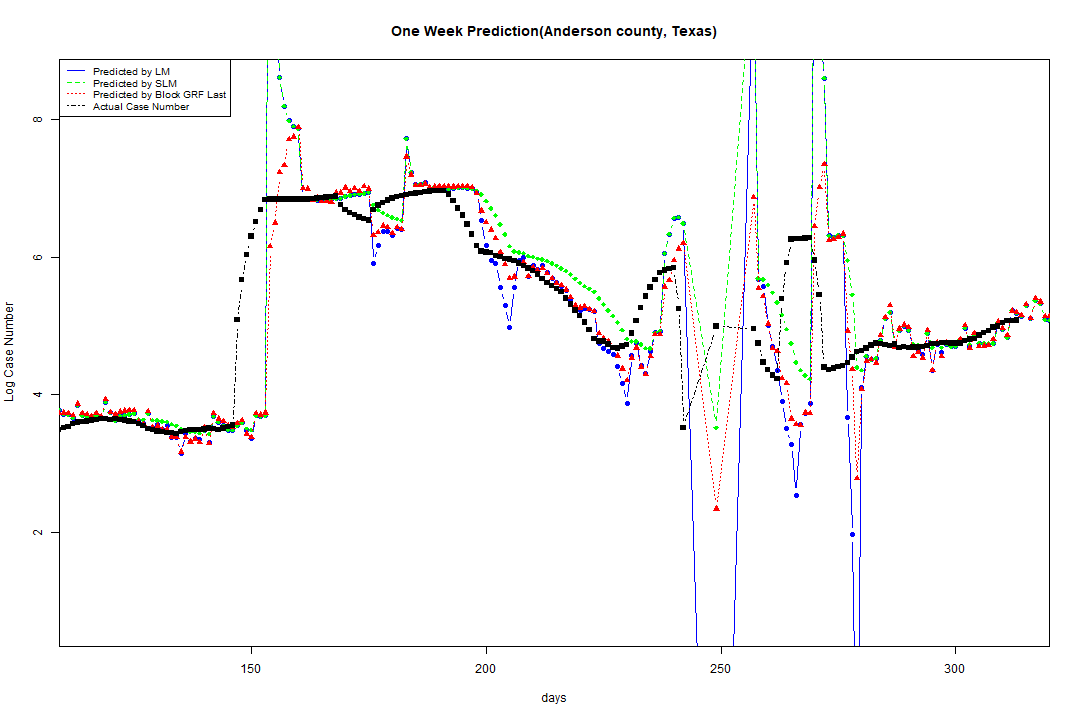 One Week Prediction(Anderson county, Texas)
Predicted by LM
Predicted by SLM
Predicted by Block GRF Last
Actual Case Number
Log Case Number
8
6
4
2
150 200 250 300
days